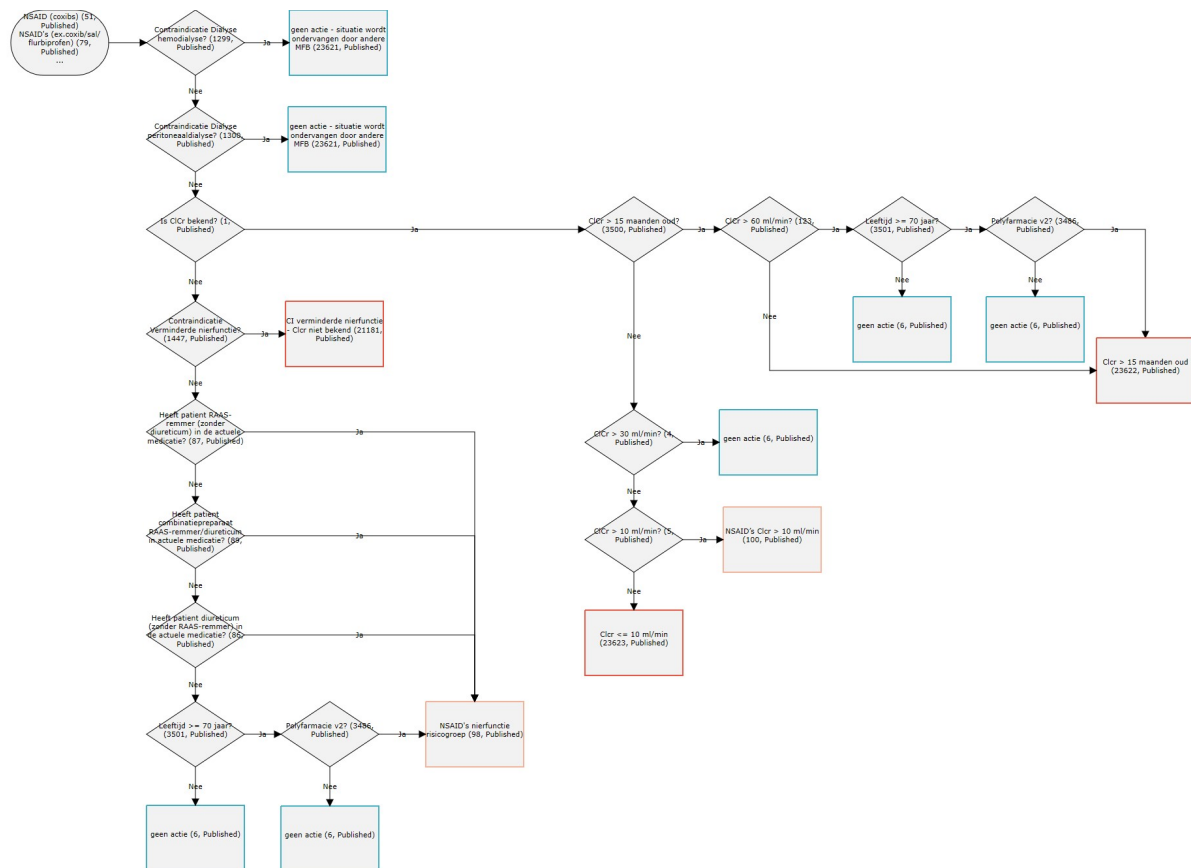 NSAID (coxibs) (51,
Published)
NSAID's (ex.coxib/sal/
flurbiprofen) (79,
Published)
...
Contraindicatie Dialyse
hemodialyse? (1299,
Published)
Ja
geen actie - situatie wordt
ondervangen door andere
MFB (23621, Published)
Nee
Contraindicatie Dialyse
peritoneaaldialyse? (1300,
Published)
Ja
geen actie - situatie wordt
ondervangen door andere
MFB (23621, Published)
Nee
Is ClCr bekend? (1,
Published)
Ja
ClCr > 15 maanden oud?
(3500, Published)
Ja
ClCr > 60 ml/min? (123,
Published)
Ja
Leeftijd >= 70 jaar?
(3501, Published)
Ja
Polyfarmacie v2? (3486,
Published)
Ja
Nee
Nee
Nee
Nee
Nee
geen actie (6, Published)
geen actie (6, Published)
Clcr > 15 maanden oud
(23622, Published)
Contraindicatie
Verminderde nierfunctie?
(1447, Published)
Ja
CI verminderde nierfunctie
- Clcr niet bekend (21181,
Published)
Nee
Heeft patient RAAS-
remmer (zonder
diureticum) in de actuele
medicatie? (87, Published)
Ja
ClCr > 30 ml/min? (4,
Published)
Ja
geen actie (6, Published)
Nee
Nee
Heeft patient
combinatiepreparaat
RAAS-remmer/diureticum
in actuele medicatie? (89,
Published)
Ja
ClCr > 10 ml/min? (5,
Published)
Ja
NSAID's Clcr > 10 ml/min
(100, Published)
Nee
Nee
Heeft patient diureticum
(zonder RAAS-remmer) in
de actuele medicatie? (86,
Published)
Ja
Clcr <= 10 ml/min
(23623, Published)
Nee
Leeftijd >= 70 jaar?
(3501, Published)
Ja
Polyfarmacie v2? (3486,
Published)
Ja
NSAID's nierfunctie
risicogroep (98, Published)
Nee
Nee
geen actie (6, Published)
geen actie (6, Published)